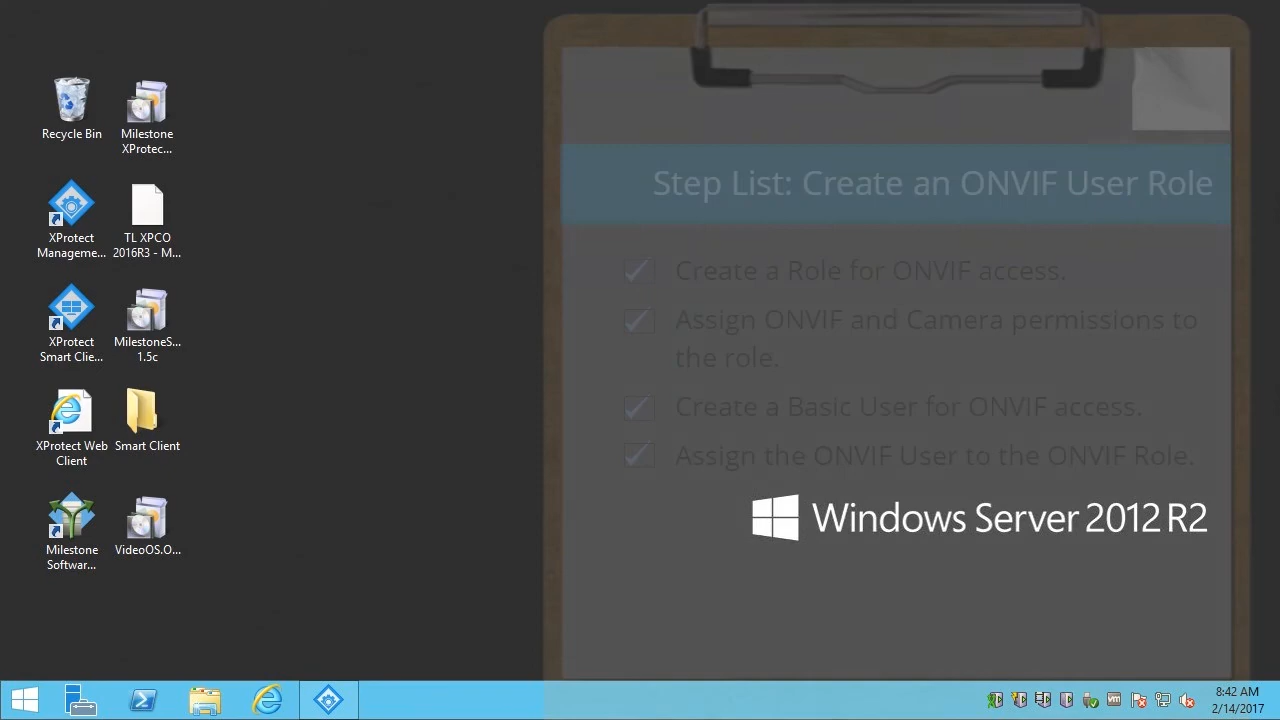 Recycle Bin
Milestone
XProtec...
XProtect
Manageme...
TL XPCO
2016R3 - M...
XProtect
Smart Clie...
MilestoneS...
1.5c
XProtect Web
Client
Smart Client
Milestone
Softwar...
VideoOS.O...
Step List: Create an ONVIF User Role
Create a Role for ONVIF access.
Assign ONVIF and Camera permissions to
the role.
Create a Basic User for ONVIF access.
Assign the ONVIF User to the ONVIF Role.
Windows Server 2012 R2
8:42 AM
2/14/2017